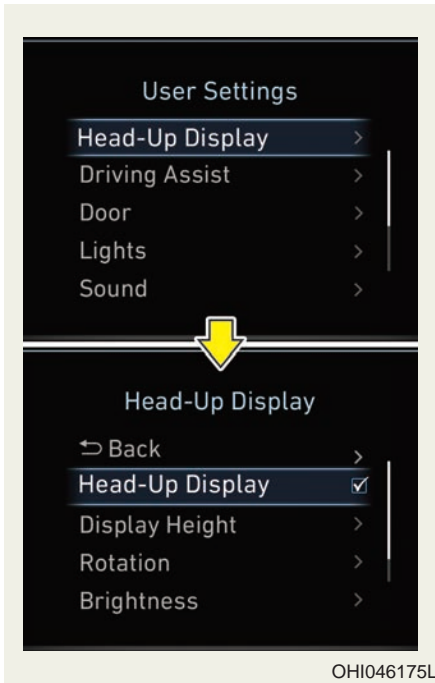 User Settings
Head-Up Display >
Driving Assist >
Door >
Lights >
Sound >
Head-Up Display
⮌ Back >
Head-Up Display ☑
Display Height >
Rotation >
Brightness >
OHI046175L